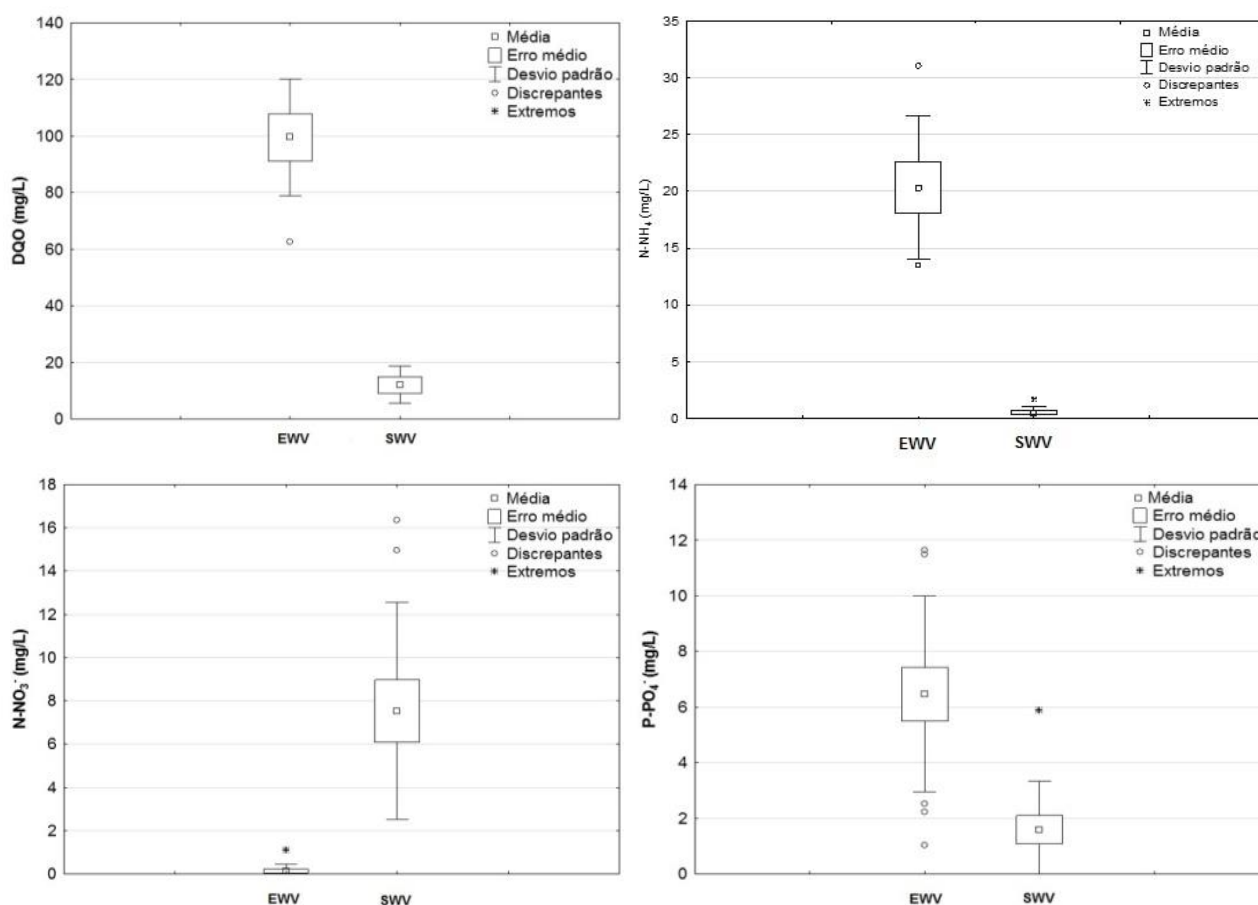 140
120
100
80
60
40
20
0
DQO (mg/L)
Média
Erro médio
Desvio padrão
Discrepantes
Extremos
EWV SWV
35
30
25
20
15
10
5
0
N-NH4 (mg/L)
Média
Erro médio
Desvio padrão
Discrepantes
Extremos
EWV SWV
18
16
14
12
10
8
6
4
2
0
N-NO3- (mg/L)
Média
Erro médio
Desvio padrão
Discrepantes
Extremos
EWV SWV
14
12
10
8
6
4
2
0
P-PO4- (mg/L)
Média
Erro médio
Desvio padrão
Discrepantes
Extremos
EWV SWV